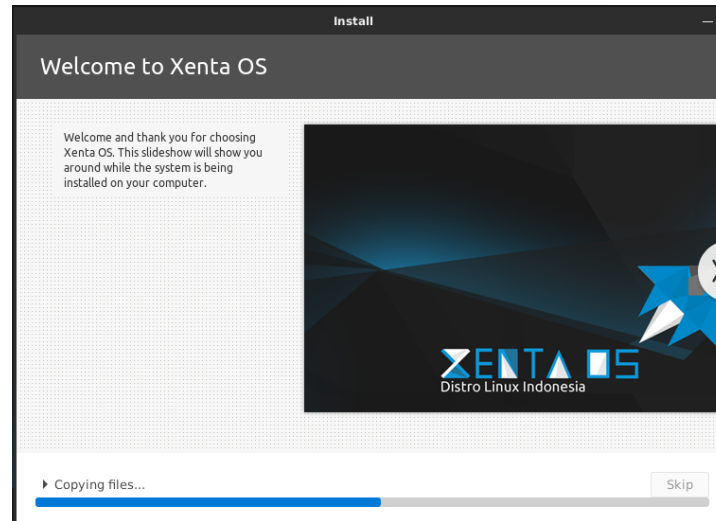 Install
Welcome to Xenta OS
Welcome and thank you for choosing
Xenta OS. This slideshow will show you
around while the system is being
installed on your computer.
XENTA OS
Distro Linux Indonesia
Copying files...
Skip